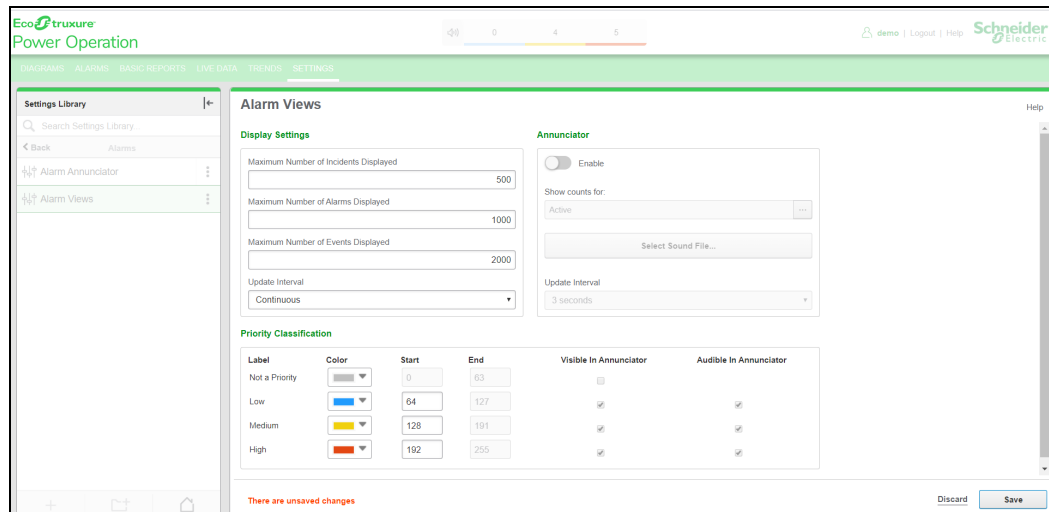 EcoStruxure
Power Operation
0 4 5
demo | Logout | Help
Schneider
Electric
DIAGRAMS ALARMS BASIC REPORTS LIVE DATA TRENDS SETTINGS
Settings Library
Search Settings Library...
Back Alarms
Alarm Annunciator
Alarm Views
Alarm Views
Help
Display Settings
Maximum Number of Incidents Displayed
500
Maximum Number of Alarms Displayed
1000
Maximum Number of Events Displayed
2000
Update Interval
Continuous
Annunciator
Enable
Show counts for:
Active ...
Select Sound File...
Update Interval
3 seconds
Priority Classification
Label Color Start End Visible In Annunciator Audible In Annunciator
Not a Priority 0 63
Low 64 127
Medium 128 191
High 192 255
There are unsaved changes
Discard Save